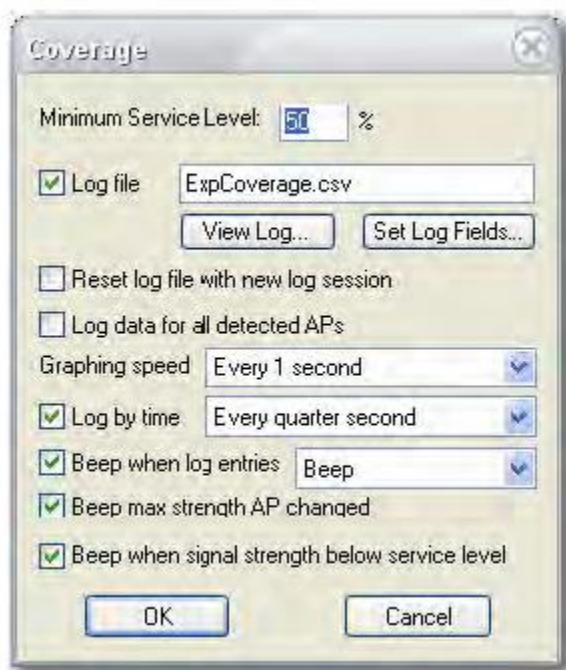 Coverage
Minimum Service Level: 50 %
Log file ExpCoverage.csv
View Log... Set Log Fields...
Reset log file with new log session
Log data for all detected APs
Graphing speed Every 1 second
Log by time Every quarter second
Beep when log entries Beep
Beep max strength AP changed
Beep when signal strength below service level
OK Cancel